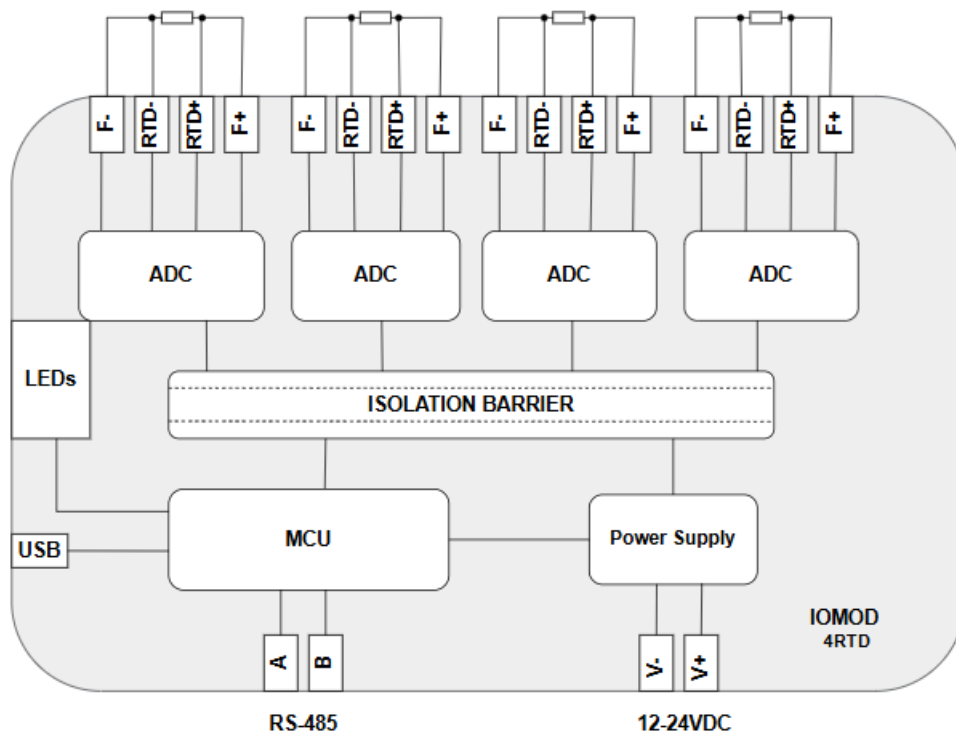 F-
RTD-
RTD+
F+
F-
RTD-
RTD+
F+
F-
RTD-
RTD+
F+
F-
RTD-
RTD+
F+
ADC
ADC
ADC
ADC
LEDs
ISOLATION BARRIER
MCU
Power Supply
USB
IOMOD
4RTD
A
B
V-
V+
RS-485
12-24VDC